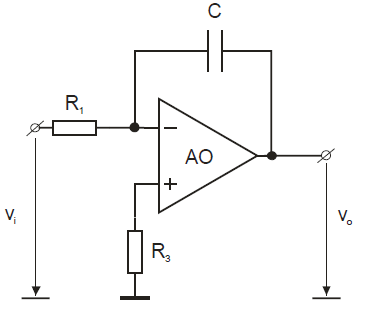 C
R₁
−
AO
+
vᵢ
R₃
vₒ